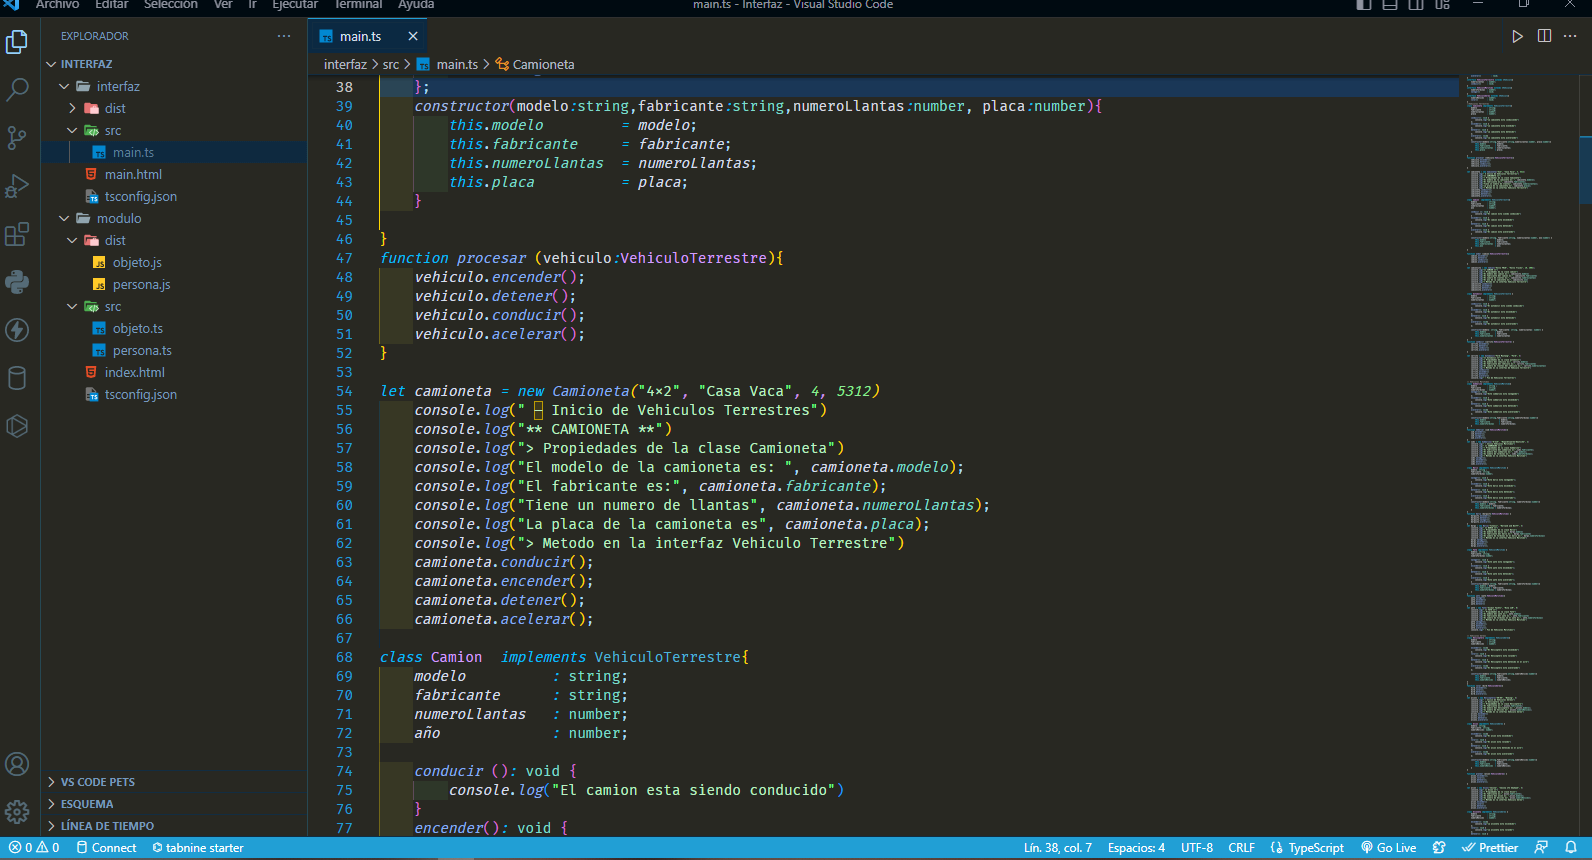 Archivo Editar Selección Ver Ir Ejecutar Terminal Ayuda
main.ts - Interfaz - Visual Studio Code
EXPLORADOR
INTERFAZ
interfaz
dist
src
main.ts
main.html
tsconfig.json
modulo
dist
objeto.js
persona.js
src
objeto.ts
persona.ts
index.html
tsconfig.json
VS CODE PETS
ESQUEMA
LÍNEA DE TIEMPO
main.ts
interfaz > src > main.ts > Camioneta
38 };
39 constructor(modelo:string,fabricante:string,numeroLlantas:number, placa:number){
40 this.modelo = modelo;
41 this.fabricante = fabricante;
42 this.numeroLlantas = numeroLlantas;
43 this.placa = placa;
44 }
45
46 }
47 function procesar (vehiculo:VehiculoTerrestre){
48 vehiculo.encender();
49 vehiculo.detener();
50 vehiculo.conducir();
51 vehiculo.acelerar();
52 }
53
54 let camioneta = new Camioneta("4×2", "Casa Vaca", 4, 5312)
55 console.log(" – Inicio de Vehiculos Terrestres")
56 console.log("** CAMIONETA **")
57 console.log("> Propiedades de la clase Camioneta")
58 console.log("El modelo de la camioneta es: ", camioneta.modelo);
59 console.log("El fabricante es:", camioneta.fabricante);
60 console.log("Tiene un numero de llantas", camioneta.numeroLlantas);
61 console.log("La placa de la camioneta es", camioneta.placa);
62 console.log("> Metodo en la interfaz Vehiculo Terrestre")
63 camioneta.conducir();
64 camioneta.encender();
65 camioneta.detener();
66 camioneta.acelerar();
67
68 class Camion  implements VehiculoTerrestre{
69 modelo : string;
70 fabricante : string;
71 numeroLlantas : number;
72 año : number;
73
74 conducir (): void {
75 console.log("El camion esta siendo conducido")
76 }
77 encender(): void {
0 0 Connect tabnine starter
Lín. 38, col. 7 Espacios: 4 UTF-8 CRLF TypeScript Go Live Prettier